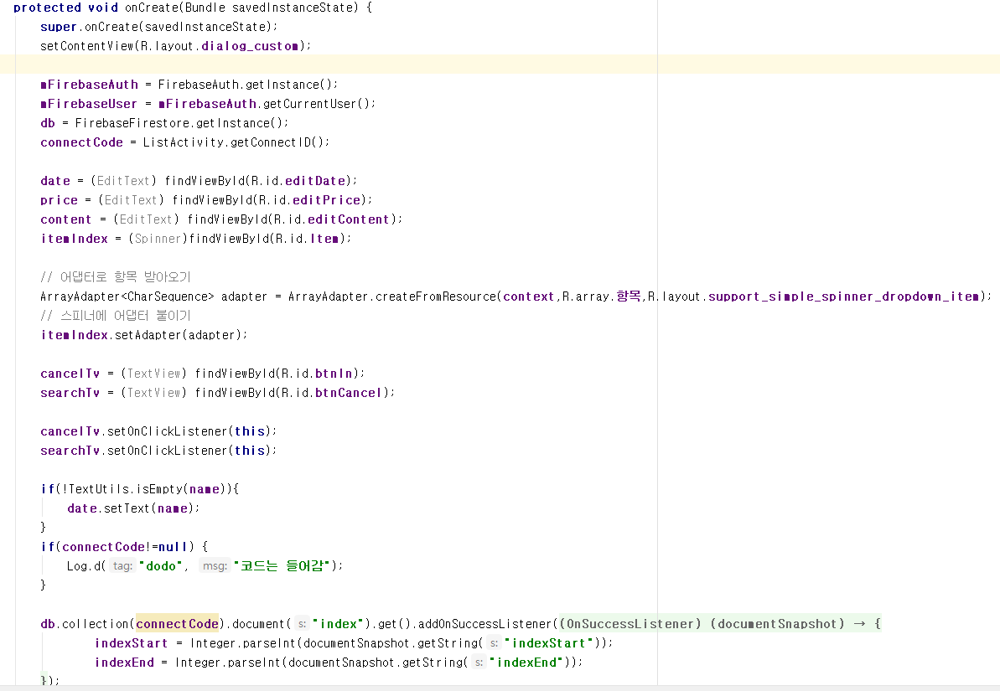 protected void onCreate(Bundle savedInstanceState) {
super.onCreate(savedInstanceState);
setContentView(R.layout.dialog_custom);
mFirebaseAuth = FirebaseAuth.getInstance();
mFirebaseUser = mFirebaseAuth.getCurrentUser();
db = FirebaseFirestore.getInstance();
connectCode = ListActivity.getConnectID();
date = (EditText) findViewById(R.id.editDate);
price = (EditText) findViewById(R.id.editPrice);
content = (EditText) findViewById(R.id.editContent);
itemIndex = (Spinner)findViewById(R.id.Item);
// 어댑터로 항목 받아오기
ArrayAdapter<CharSequence> adapter = ArrayAdapter.createFromResource(context,R.array.항목,R.layout.support_simple_spinner_dropdown_item);
// 스피너에 어댑터 붙이기
itemIndex.setAdapter(adapter);
cancelTv = (TextView) findViewById(R.id.btnIn);
searchTv = (TextView) findViewById(R.id.btnCancel);
cancelTv.setOnClickListener(this);
searchTv.setOnClickListener(this);
if(!TextUtils.isEmpty(name)){
date.setText(name);
}
if(connectCode!=null) {
Log.d( tag: "dodo", msg: "코드는 들어감");
}
db.collection(connectCode).document( s: "index").get().addOnSuccessListener((OnSuccessListener) (documentSnapshot) → {
indexStart = Integer.parseInt(documentSnapshot.getString( s: "indexStart"));
indexEnd = Integer.parseInt(documentSnapshot.getString( s: "indexEnd"));
});